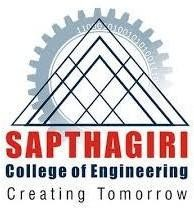 SAPTHAGIRI
College of Engineering
Creating Tomorrow